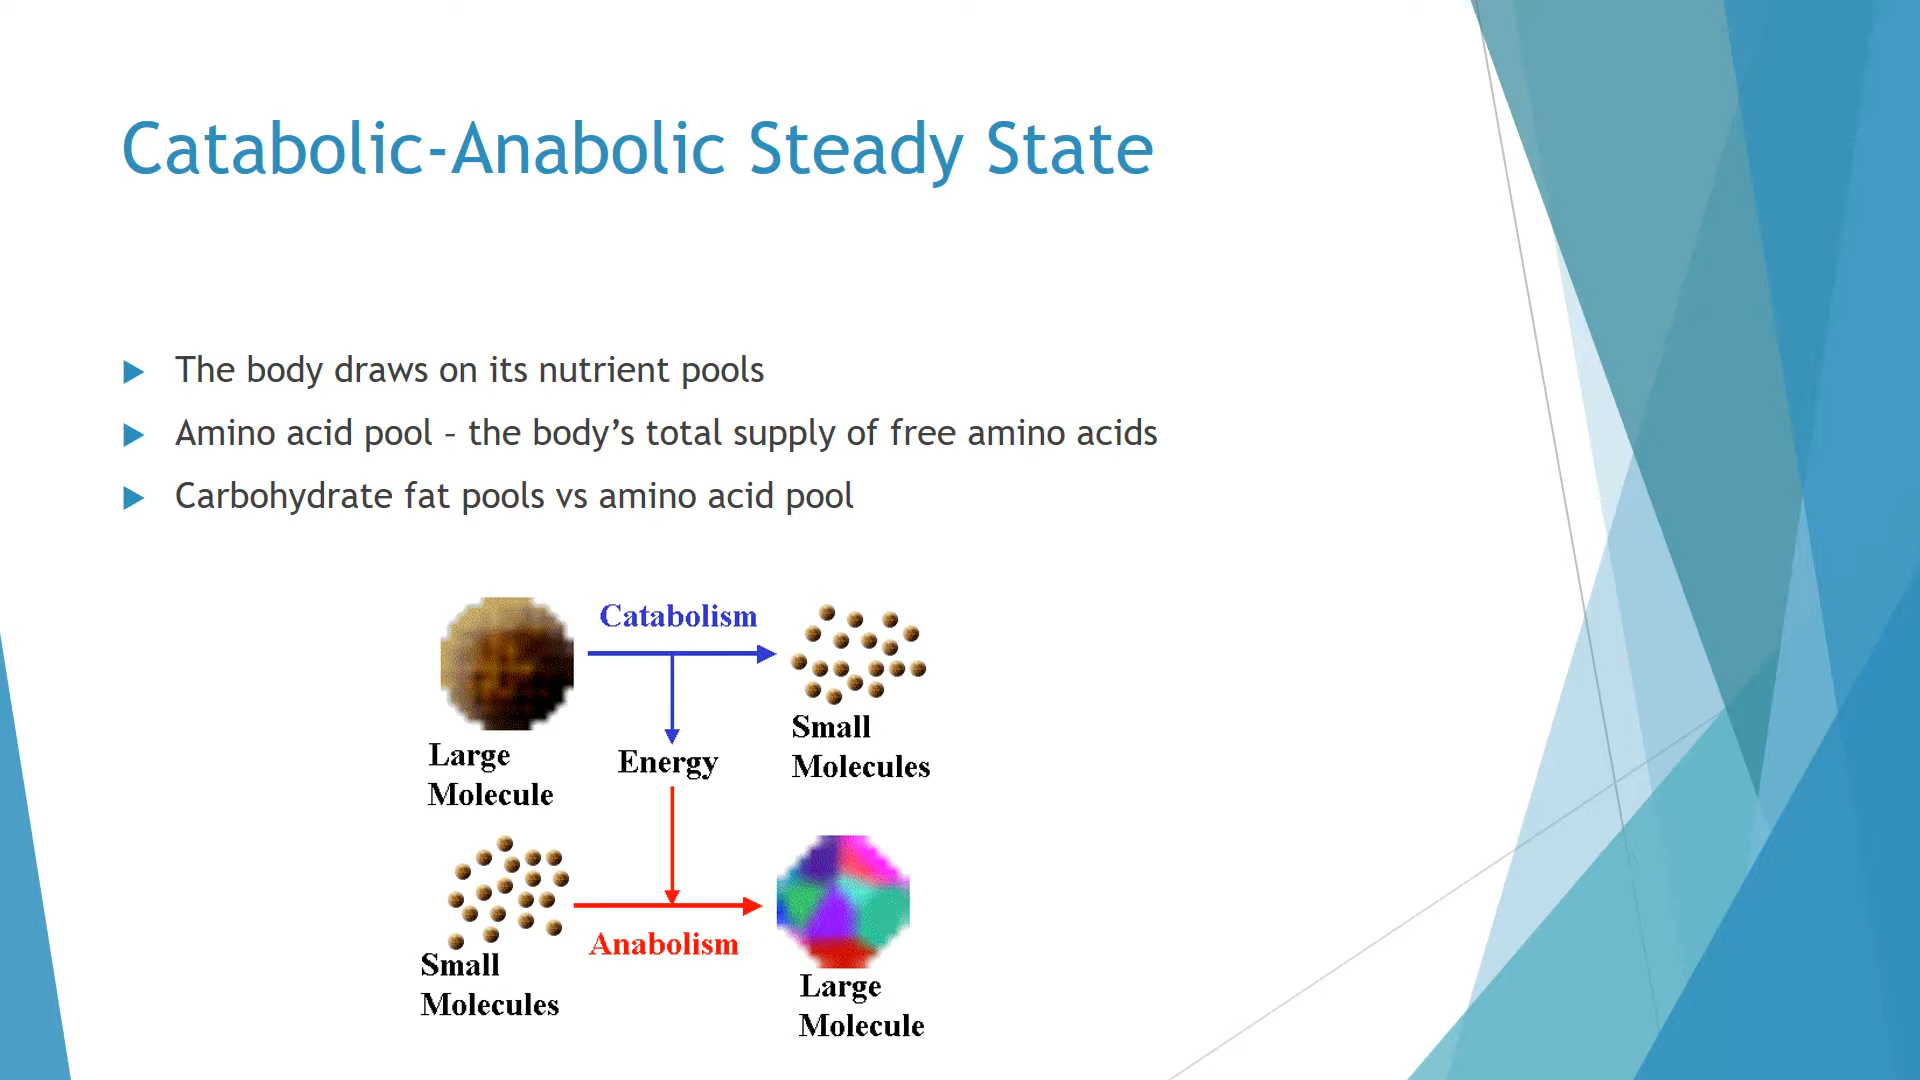 Catabolic-Anabolic Steady State
The body draws on its nutrient pools
Amino acid pool – the body’s total supply of free amino acids
Carbohydrate fat pools vs amino acid pool
Catabolism
Large
Molecule
Energy
Small
Molecules
Small
Molecules
Anabolism
Large
Molecule